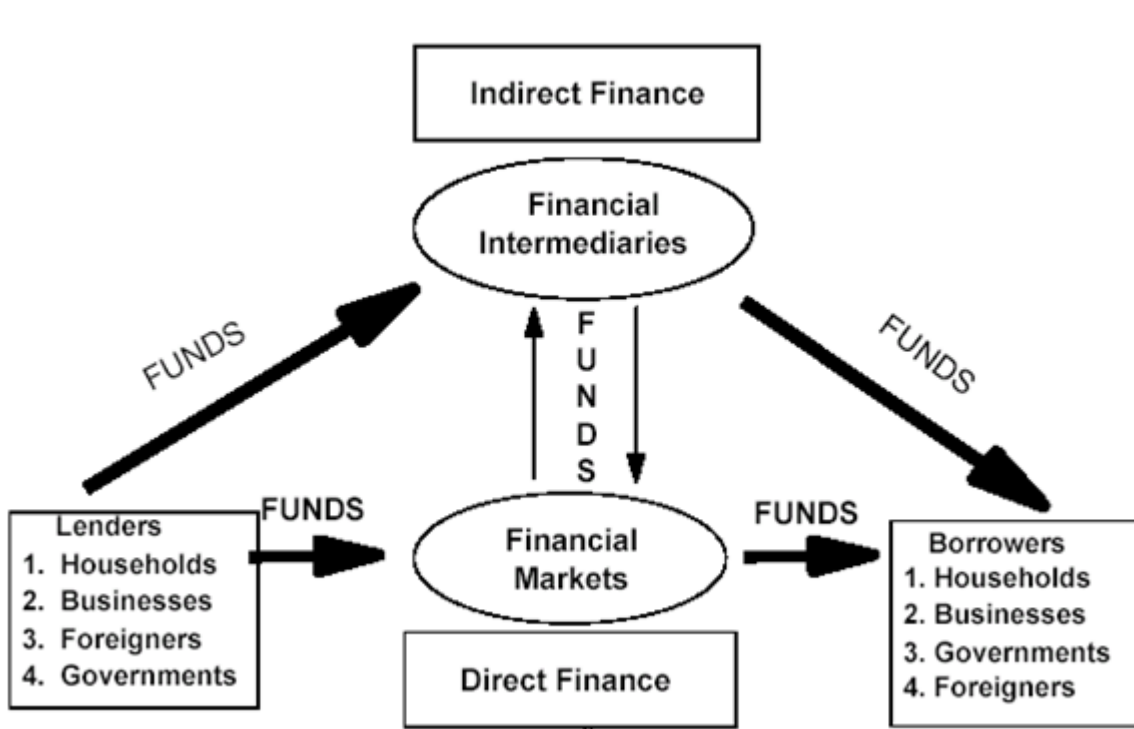 Indirect Finance
Financial
Intermediaries
FUNDS
FUNDS
FUNDS
Lenders
1. Households
2. Businesses
3. Foreigners
4. Governments
FUNDS
Financial
Markets
FUNDS
Borrowers
1. Households
2. Businesses
3. Governments
4. Foreigners
Direct Finance